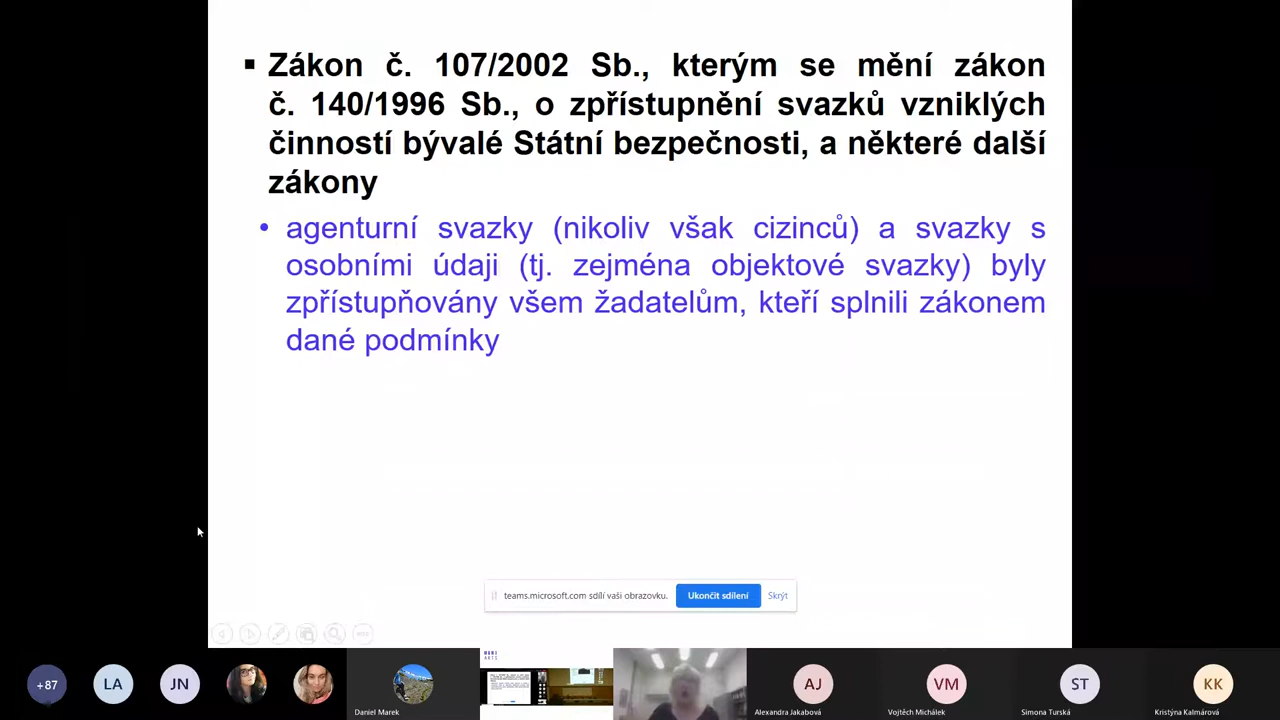 ▪ Zákon č. 107/2002 Sb., kterým se mění zákon
č. 140/1996 Sb., o zpřístupnění svazků vzniklých
činností bývalé Státní bezpečnosti, a některé další
zákony
• agenturní svazky (nikoliv však cizinců) a svazky s
osobními údaji (tj. zejména objektové svazky) byly
zpřístupňovány všem žadatelům, kteří splnili zákonem
dané podmínky
teams.microsoft.com sdílí vaši obrazovku.
Ukončit sdílení
Skrýt
MUNI
ARTS
+87
LA
JN
AJ
VM
ST
KK
Daniel Marek
Alexandra Jakabová
Vojtěch Michálek
Simona Turská
Kristýna Kalmárová